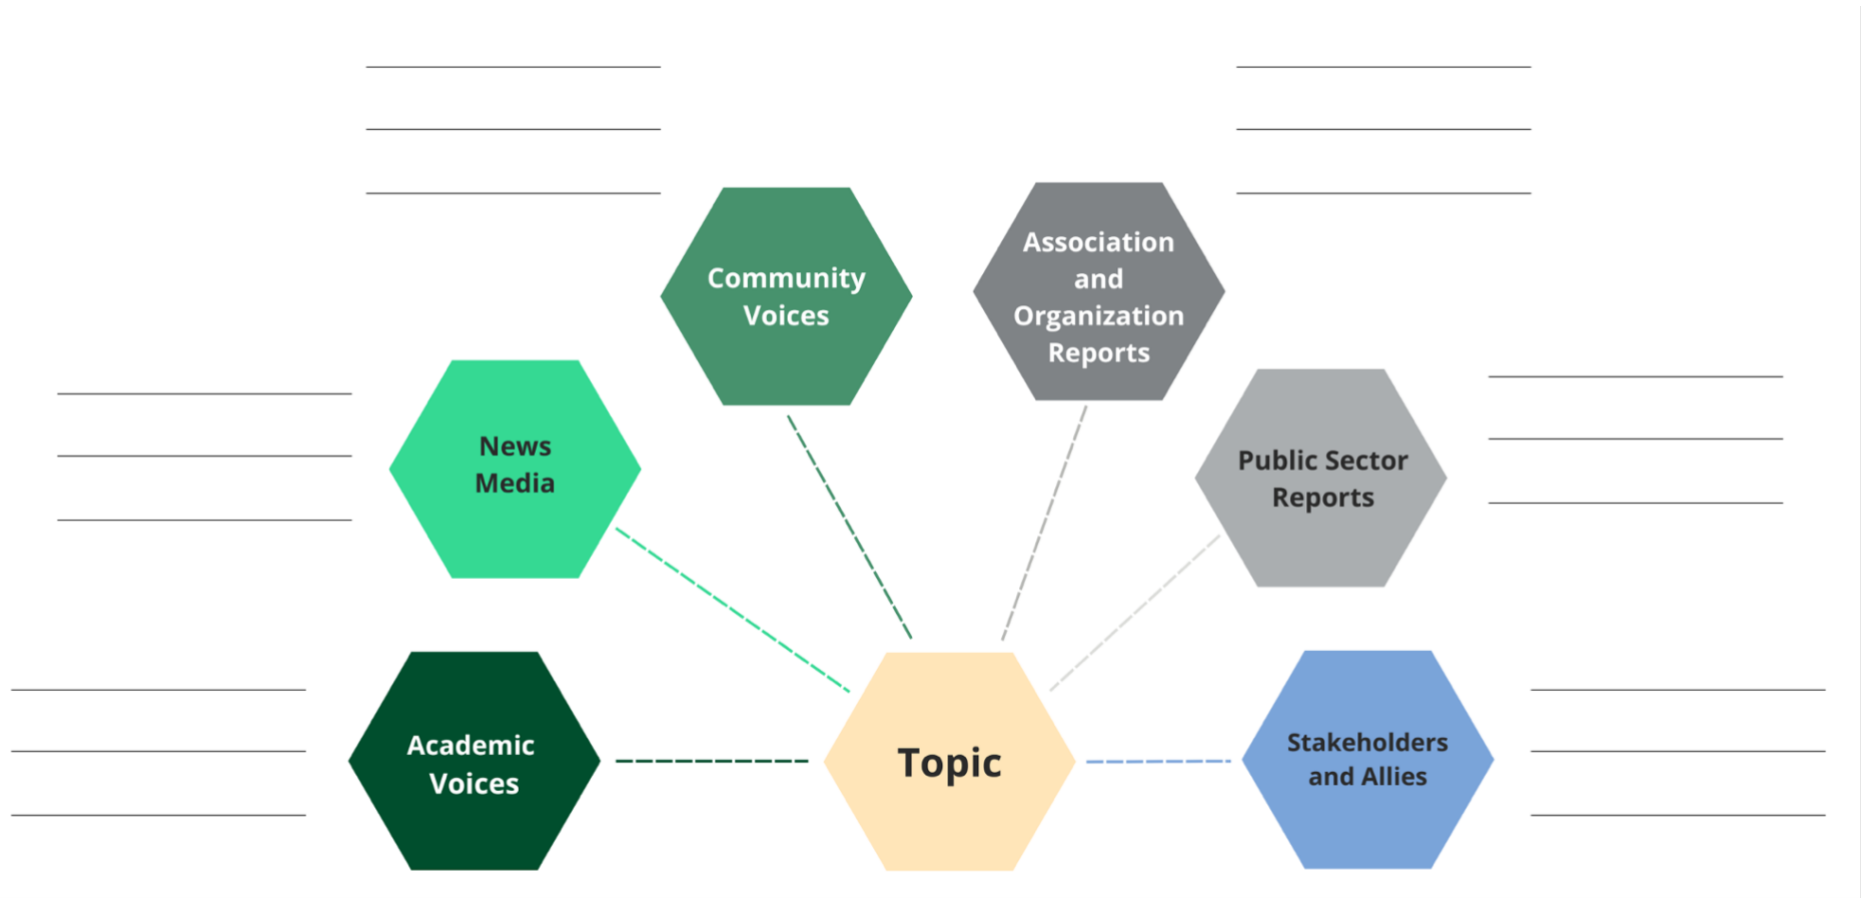 Community
Voices
Association
and
Organization
Reports
News
Media
Public Sector
Reports
Academic
Voices
Topic
Stakeholders
and Allies